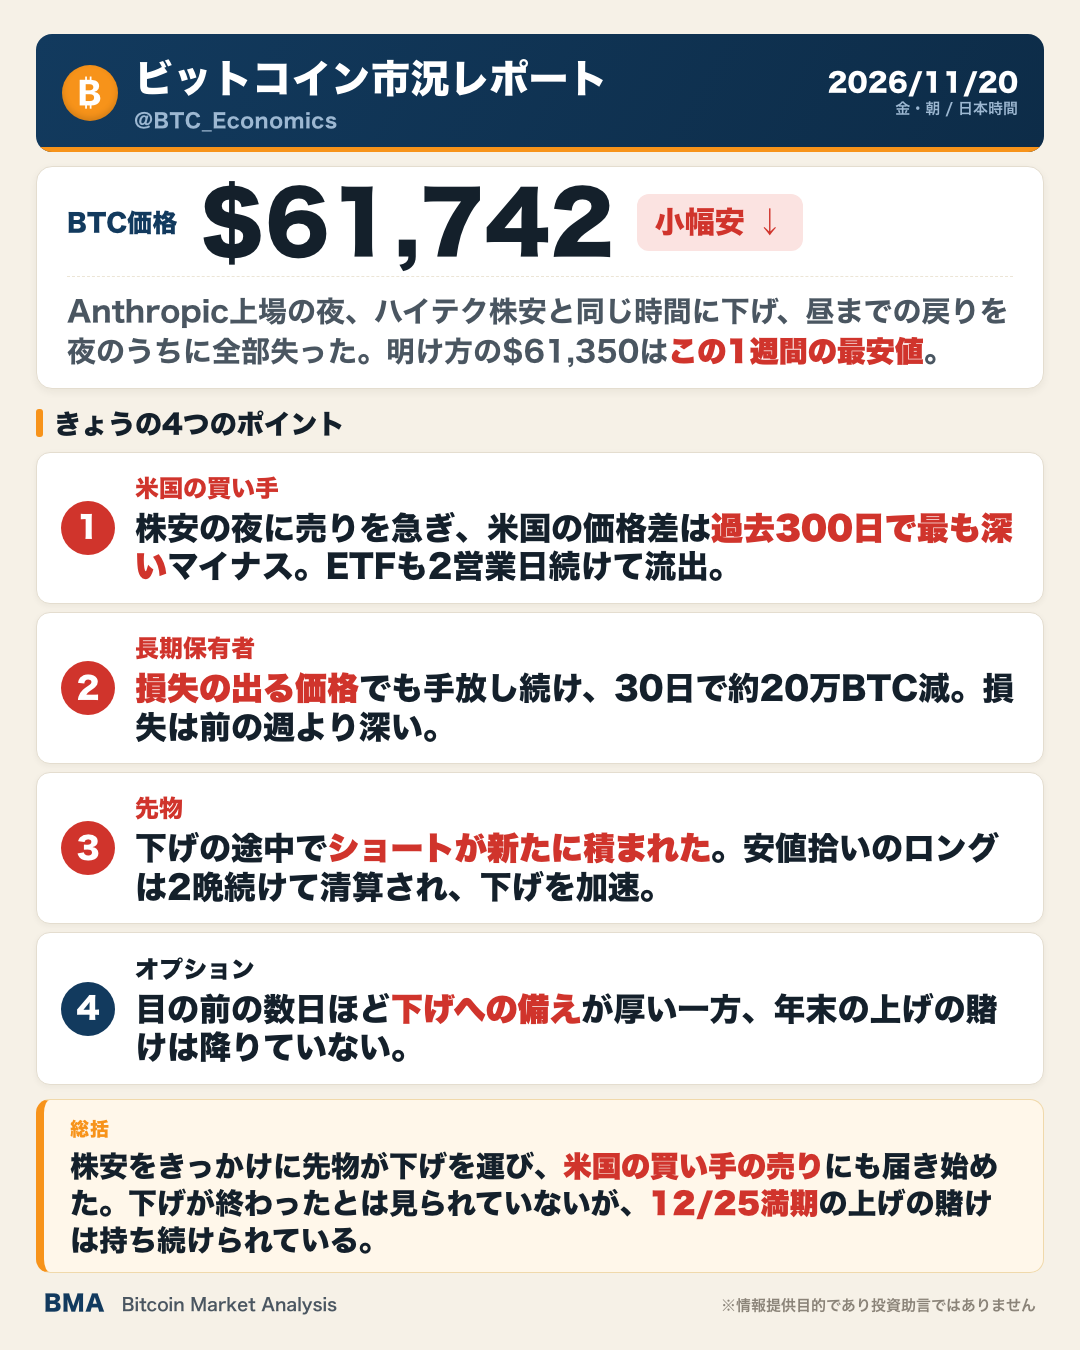 ビットコイン市況レポート
@BTC_Economics
2026/11/20
金・朝 / 日本時間
BTC価格
$61,742
小幅安 ↓
Anthropic上場の夜、ハイテク株安と同じ時間に下げ、昼までの戻りを
夜のうちに全部失った。明け方の$61,350はこの1週間の最安値。
きょうの4つのポイント
1
米国の買い手
株安の夜に売りを急ぎ、米国の価格差は過去300日で最も深
いマイナス。ETFも2営業日続けて流出。
2
長期保有者
損失の出る価格でも手放し続け、30日で約20万BTC減。損
失は前の週より深い。
3
先物
下げの途中でショートが新たに積まれた。安値拾いのロング
は2晩続けて清算され、下げを加速。
4
オプション
目の前の数日ほど下げへの備えが厚い一方、年末の上げの賭
けは降りていない。
総括
株安をきっかけに先物が下げを運び、米国の買い手の売りにも届き始め
た。下げが終わったとは見られていないが、12/25満期の上げの賭け
は持ち続けられている。
BMA Bitcoin Market Analysis
※情報提供目的であり投資助言ではありません